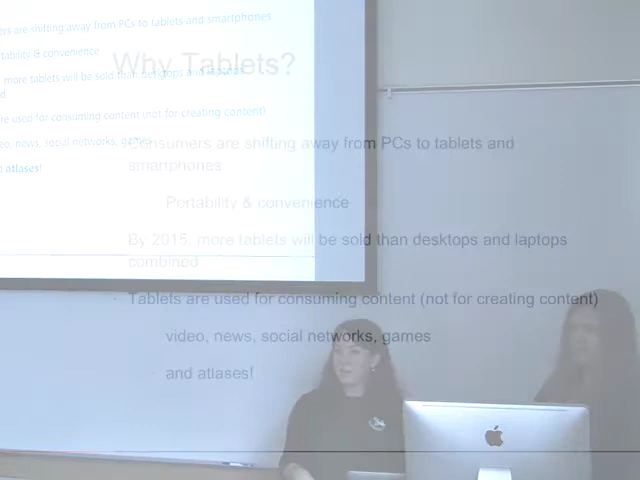 ers are shifting away from PCs to tablets and smartphones
tability & convenience
more tablets will be sold than desktops and laptops
d
are used for consuming content (not for creating content)
eo, news, social networks, games
atlases!
Why Tablets?
Consumers are shifting away from PCs to tablets and
smartphones
Portability & convenience
By 2015, more tablets will be sold than desktops and laptops
combined
Tablets are used for consuming content (not for creating content)
video, news, social networks, games
and atlases!